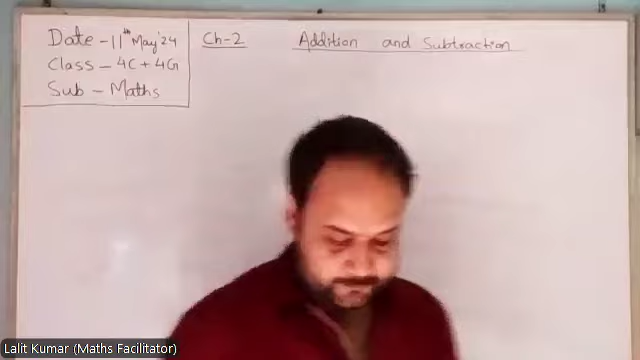 Date - 11th May'24
Class - 4C + 4G
Sub - Maths
Ch-2 Addition and Subtraction
Lalit Kumar (Maths Facilitator)